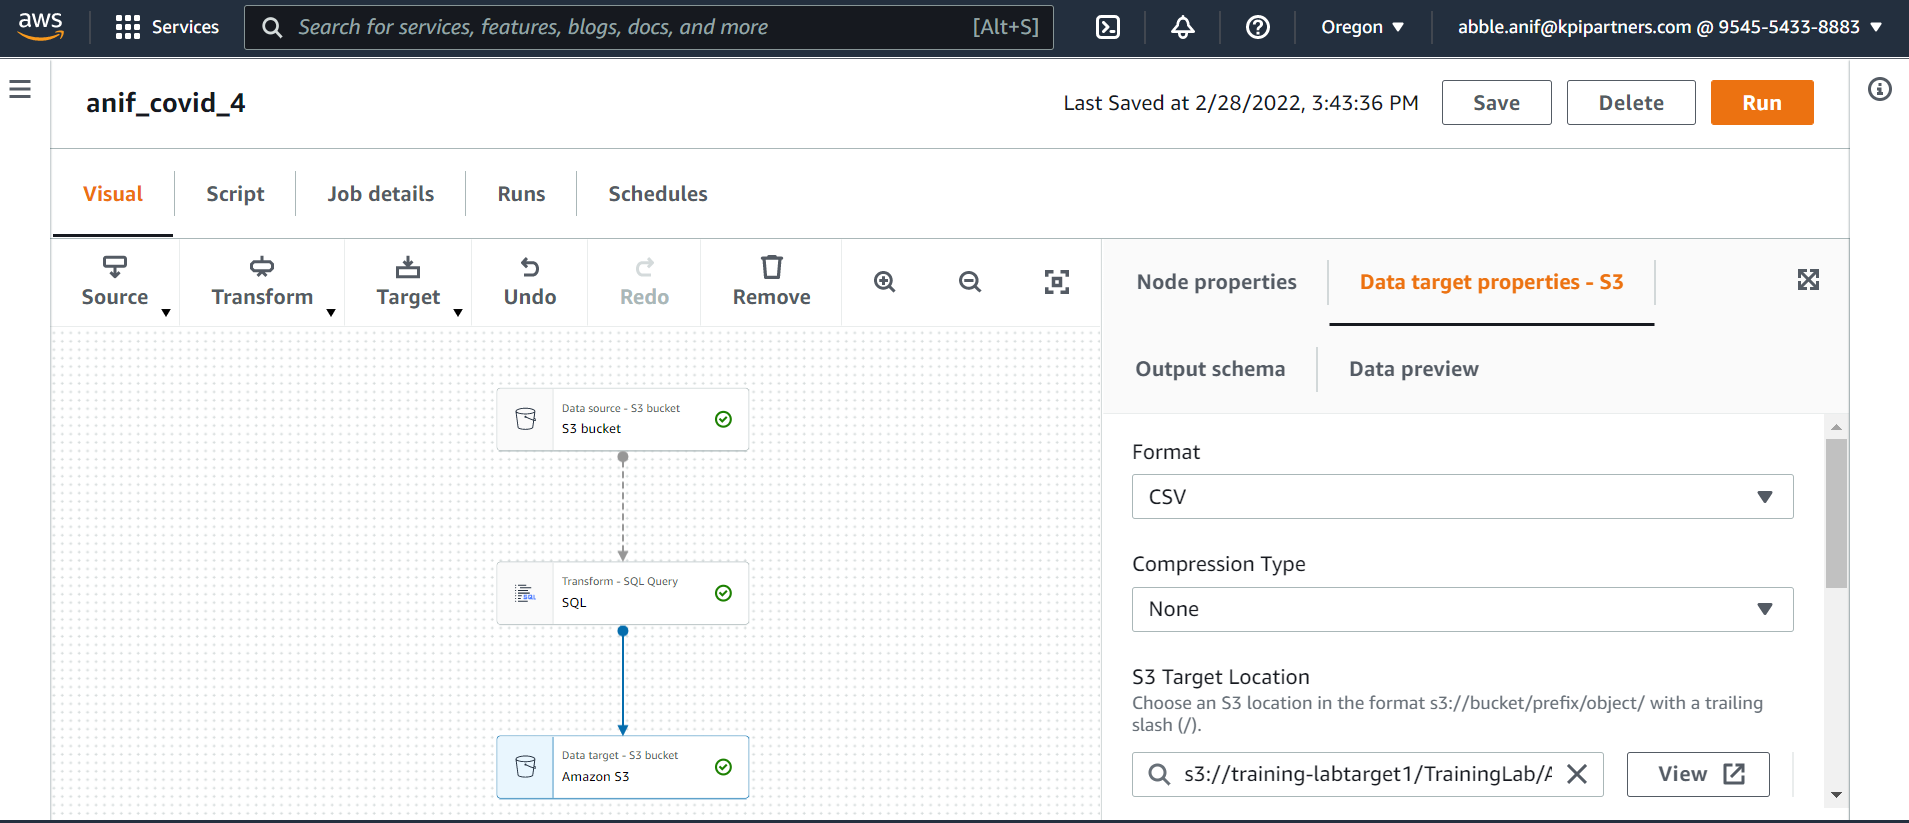 aws Services Search for services, features, blogs, docs, and more [Alt+S] Oregon abble.anif@kpipartners.com @ 9545-5433-8883
anif_covid_4 Last Saved at 2/28/2022, 3:43:36 PM Save Delete Run
Visual Script Job details Runs Schedules
Source Transform Target Undo Redo Remove
Node properties Data target properties - S3
Output schema Data preview
Data source - S3 bucket
S3 bucket
Transform - SQL Query
SQL
SQL
Data target - S3 bucket
Amazon S3
Format
CSV
Compression Type
None
S3 Target Location
Choose an S3 location in the format s3://bucket/prefix/object/ with a trailing
slash (/).
s3://training-labtarget1/TrainingLab/ View